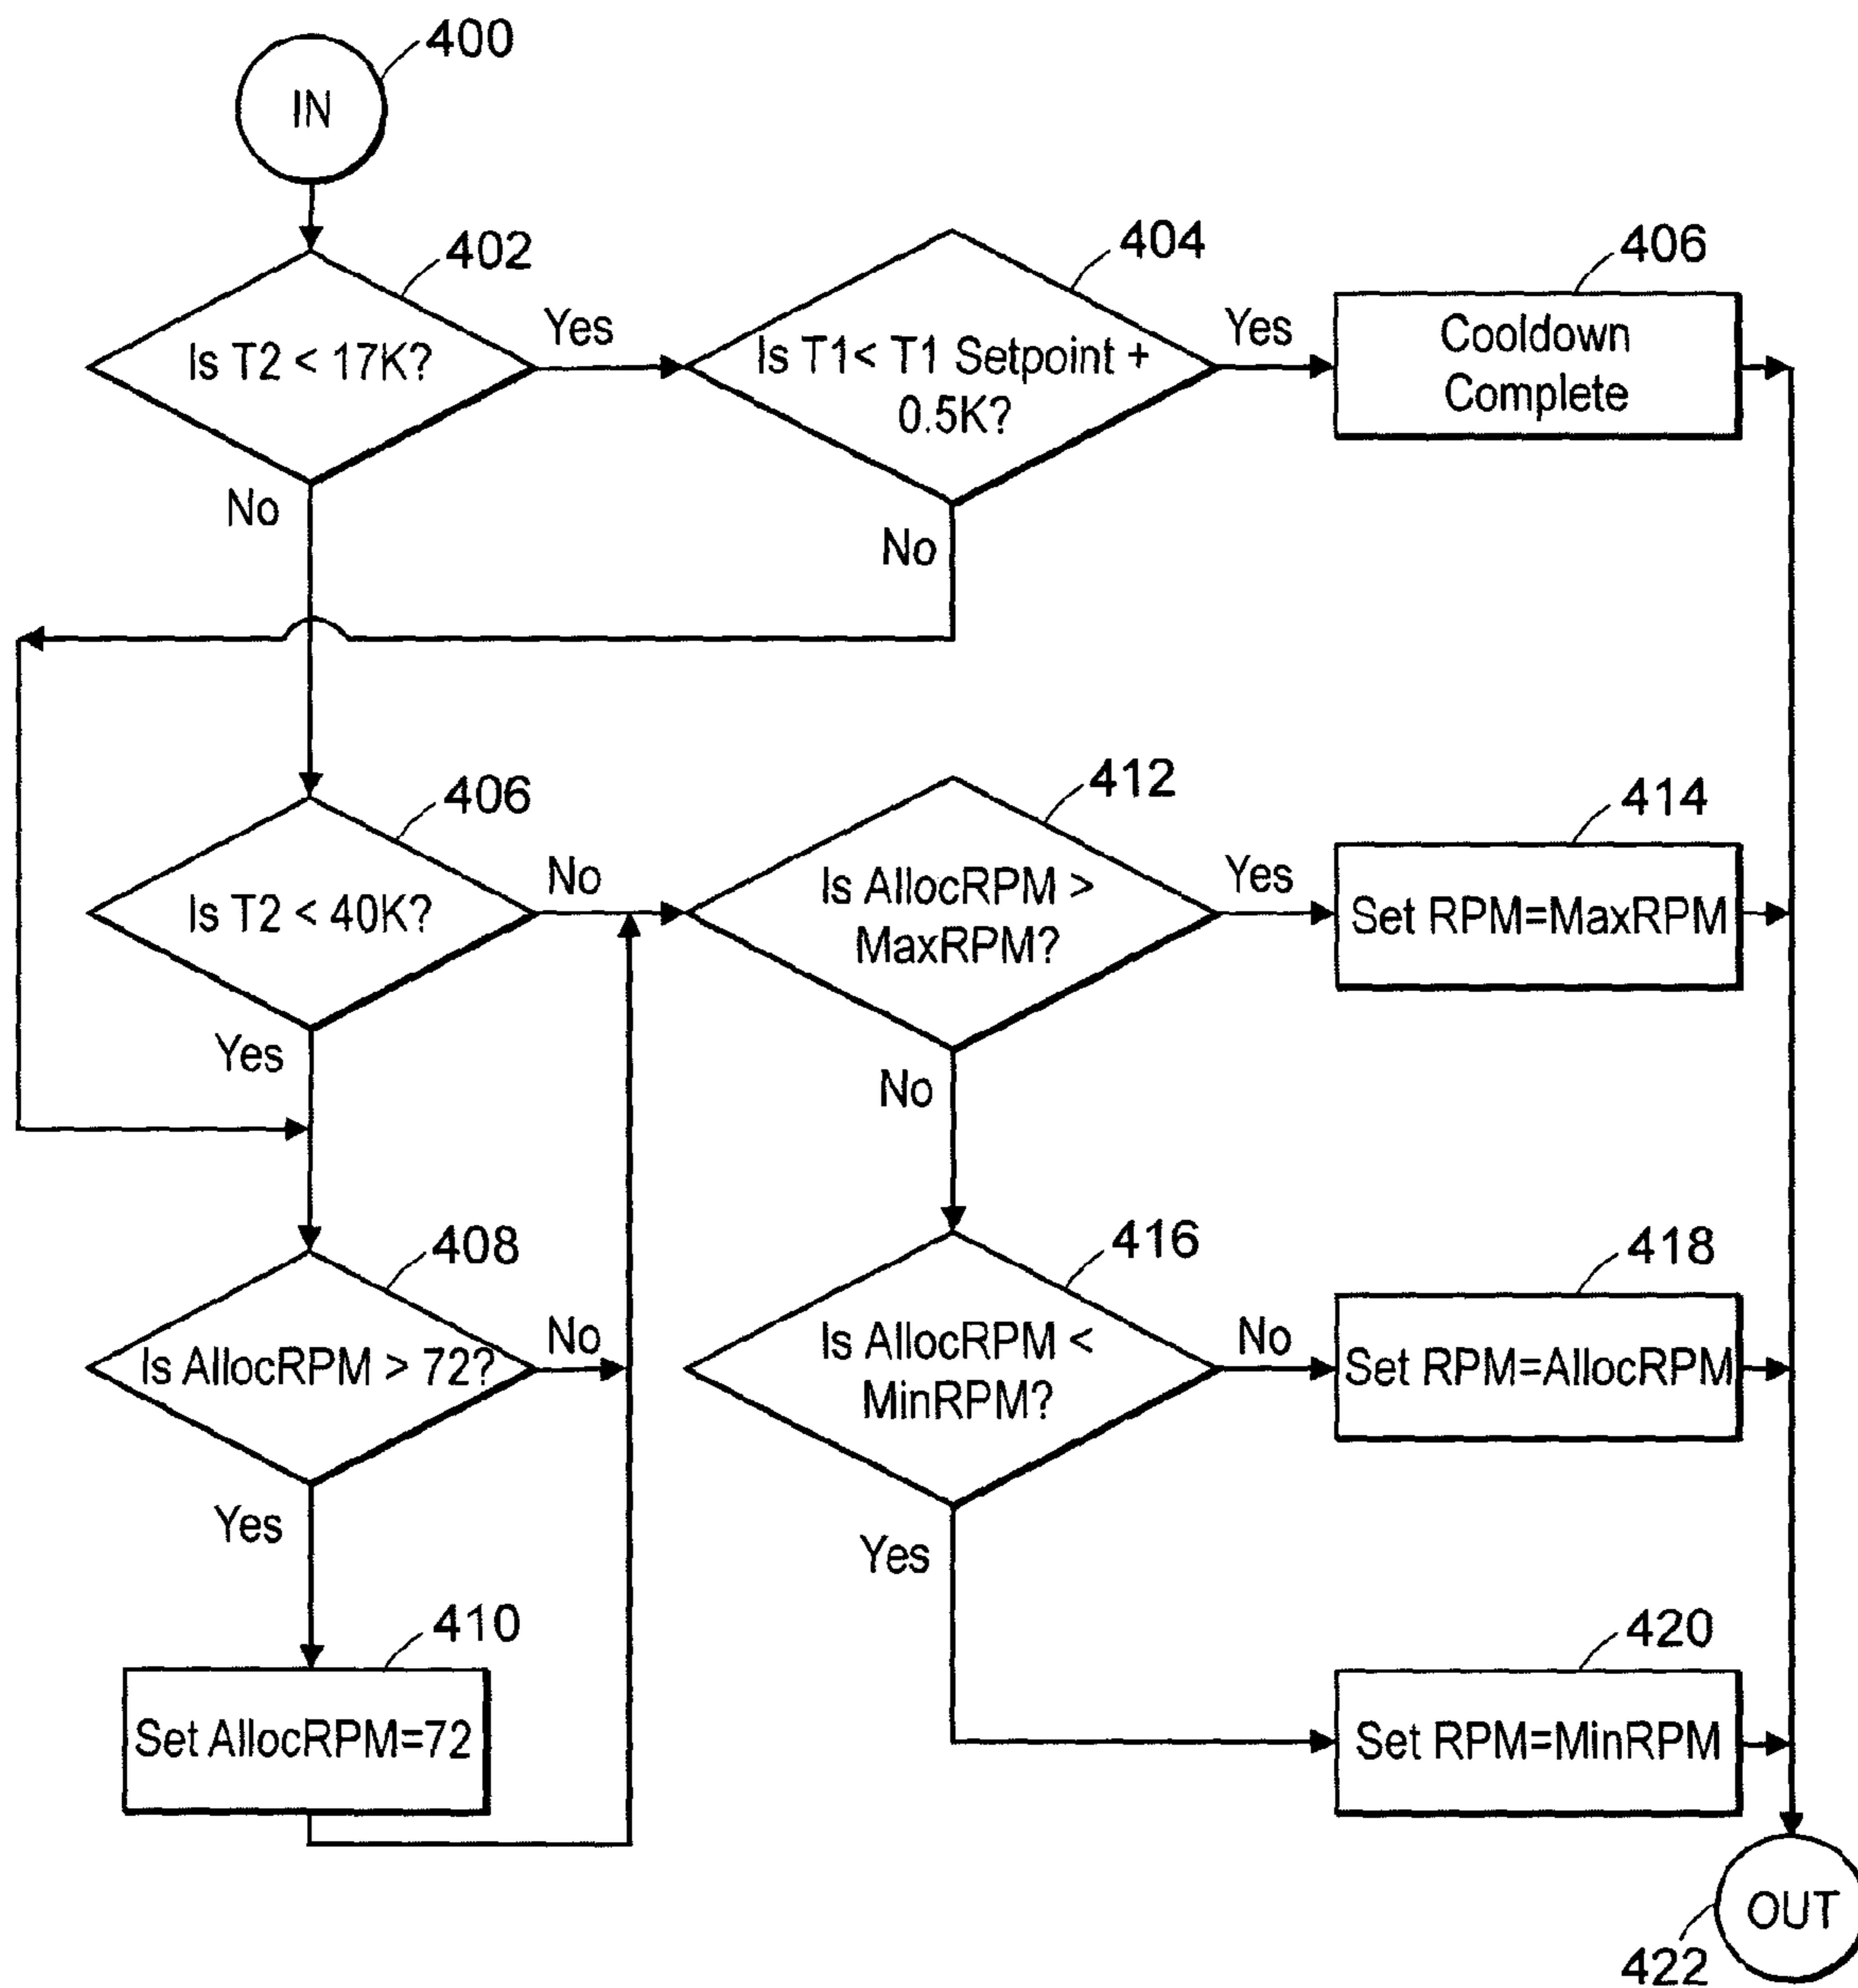 400
IN
402
404
406
Is T2 < 17K?
Yes
Is T1< T1 Setpoint +
0.5K?
Yes
Cooldown
Complete
No
No
406
412
414
Is T2 < 40K?
No
Is AllocRPM >
MaxRPM?
Yes
Set RPM=MaxRPM
Yes
No
408
416
418
Is AllocRPM > 72?
No
Is AllocRPM <
MinRPM?
No
Set RPM=AllocRPM
Yes
Yes
410
420
Set AllocRPM=72
Set RPM=MinRPM
OUT
422